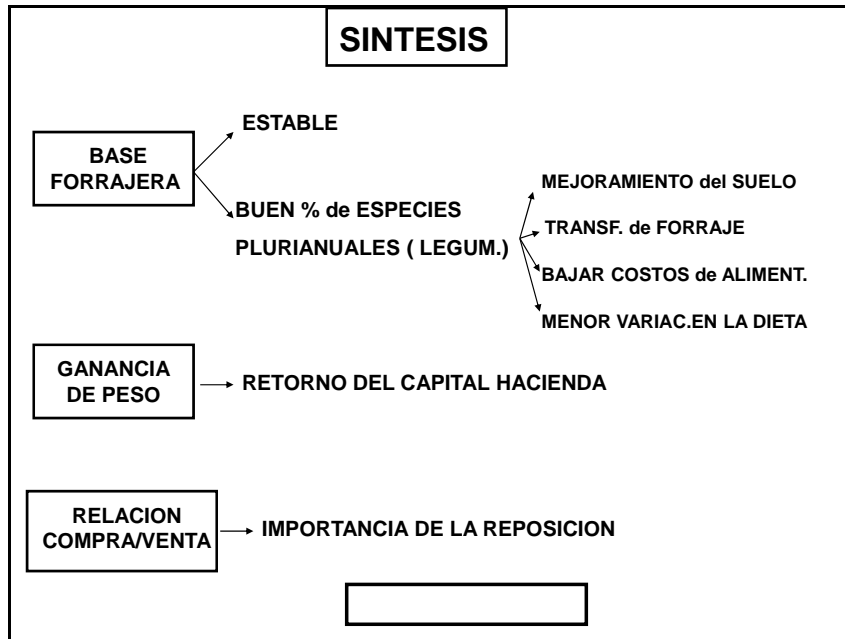 SINTESIS
BASE
FORRAJERA
ESTABLE
BUEN % de ESPECIES
PLURIANUALES ( LEGUM.)
MEJORAMIENTO del SUELO
TRANSF. de FORRAJE
BAJAR COSTOS de ALIMENT.
MENOR VARIAC.EN LA DIETA
GANANCIA
DE PESO
RETORNO DEL CAPITAL HACIENDA
RELACION
COMPRA/VENTA
IMPORTANCIA DE LA REPOSICION